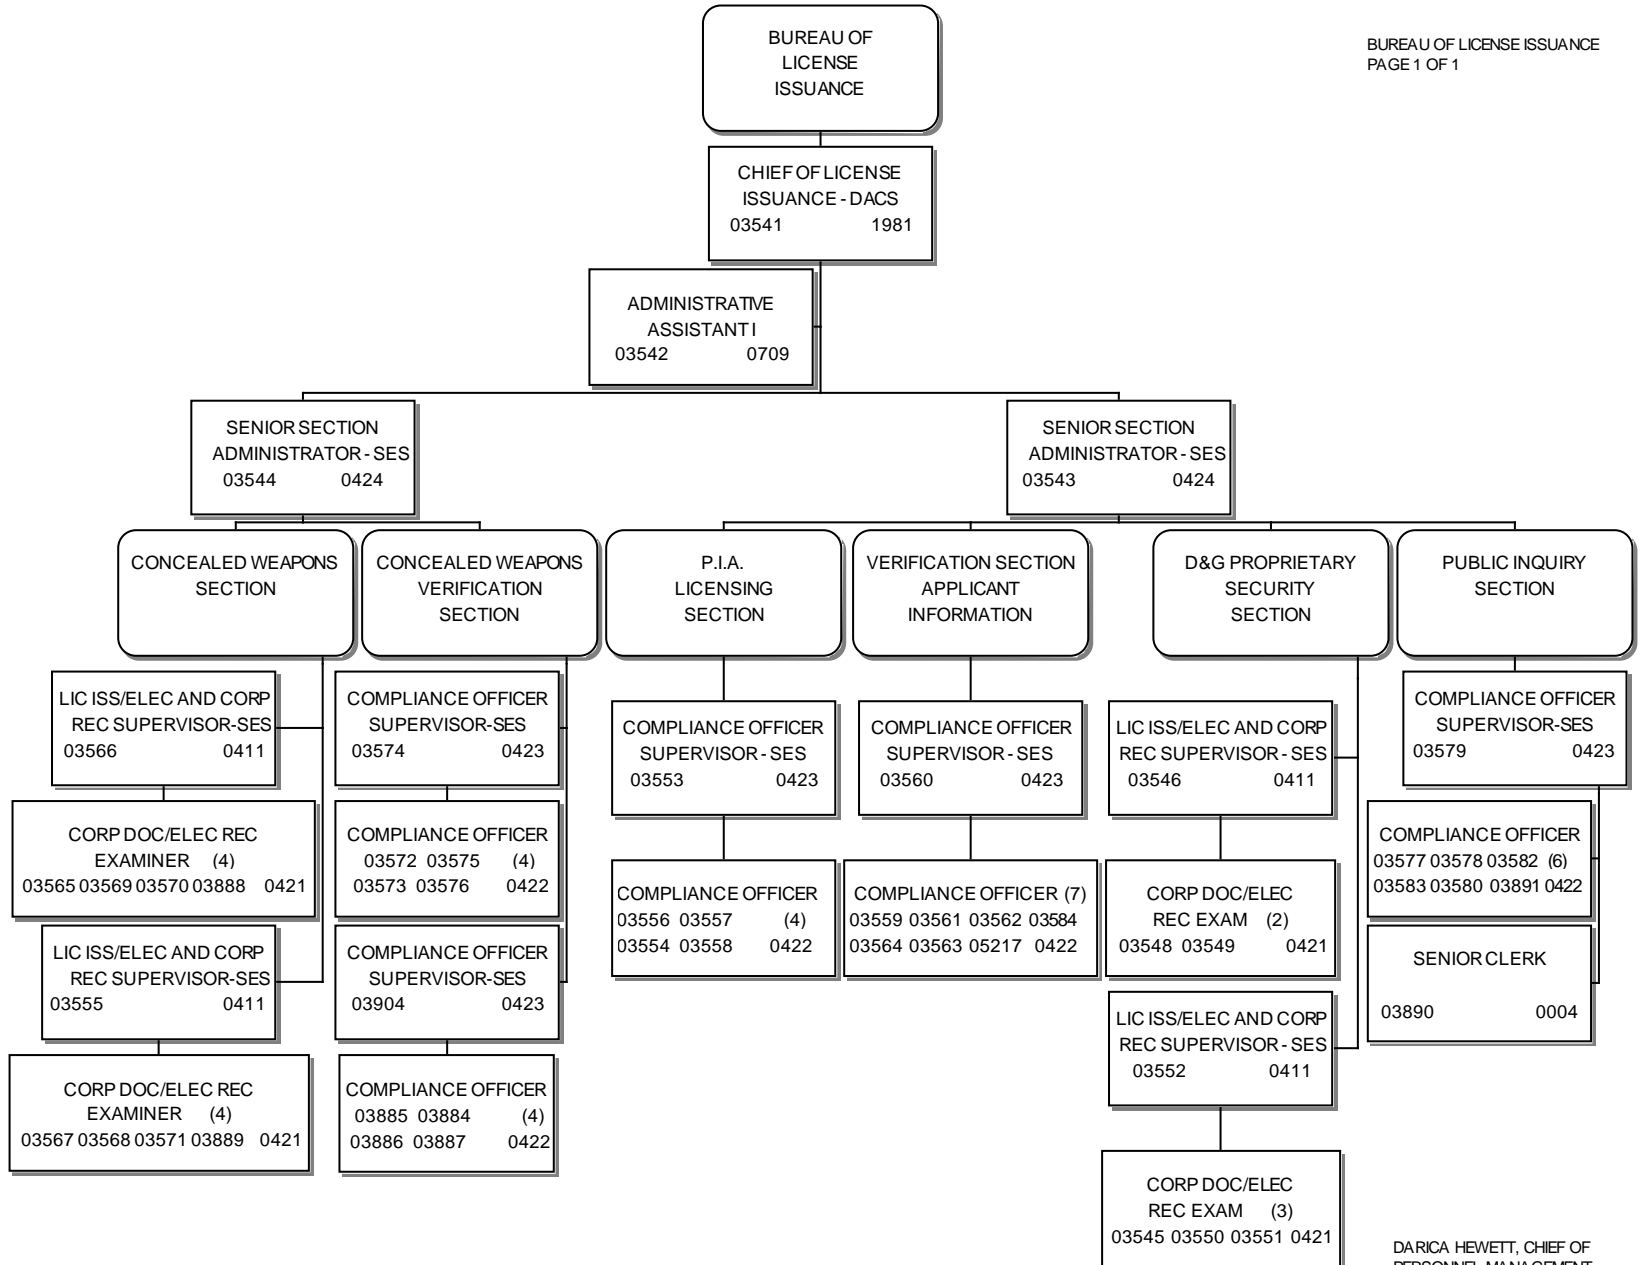 BUREAU OF
LICENSE
ISSUANCE
BUREAU OF LICENSE ISSUANCE
PAGE 1 OF 1
CHIEF OF LICENSE
ISSUANCE - DACS
03541 1981
ADMINISTRATIVE
ASSISTANT I
03542 0709
SENIOR SECTION
ADMINISTRATOR - SES
03544 0424
SENIOR SECTION
ADMINISTRATOR - SES
03543 0424
CONCEALED WEAPONS
SECTION
CONCEALED WEAPONS
VERIFICATION
SECTION
P.I.A.
LICENSING
SECTION
VERIFICATION SECTION
APPLICANT
INFORMATION
D&G PROPRIETARY
SECURITY
SECTION
PUBLIC INQUIRY
SECTION
LIC ISS/ELEC AND CORP
REC SUPERVISOR-SES
03566 0411
CORP DOC/ELEC REC
EXAMINER (4)
03565 03569 03570 03888 0421
LIC ISS/ELEC AND CORP
REC SUPERVISOR-SES
03555 0411
CORP DOC/ELEC REC
EXAMINER (4)
03567 03568 03571 03889 0421
COMPLIANCE OFFICER
SUPERVISOR-SES
03574 0423
COMPLIANCE OFFICER
03572 03575 (4)
03573 03576 0422
COMPLIANCE OFFICER
SUPERVISOR-SES
03904 0423
COMPLIANCE OFFICER
03885 03884 (4)
03886 03887 0422
COMPLIANCE OFFICER
SUPERVISOR - SES
03553 0423
COMPLIANCE OFFICER
03556 03557 (4)
03554 03558 0422
COMPLIANCE OFFICER
SUPERVISOR - SES
03560 0423
COMPLIANCE OFFICER (7)
03559 03561 03562 03584
03564 03563 05217 0422
LIC ISS/ELEC AND CORP
REC SUPERVISOR - SES
03546 0411
CORP DOC/ELEC
REC EXAM (2)
03548 03549 0421
LIC ISS/ELEC AND CORP
REC SUPERVISOR - SES
03552 0411
CORP DOC/ELEC
REC EXAM (3)
03545 03550 03551 0421
COMPLIANCE OFFICER
SUPERVISOR-SES
03579 0423
COMPLIANCE OFFICER
03577 03578 03582 (6)
03583 03580 03891 0422
SENIOR CLERK
03890 0004
DARICA HEWETT, CHIEF OF
PERSONNEL MANAGEMENT